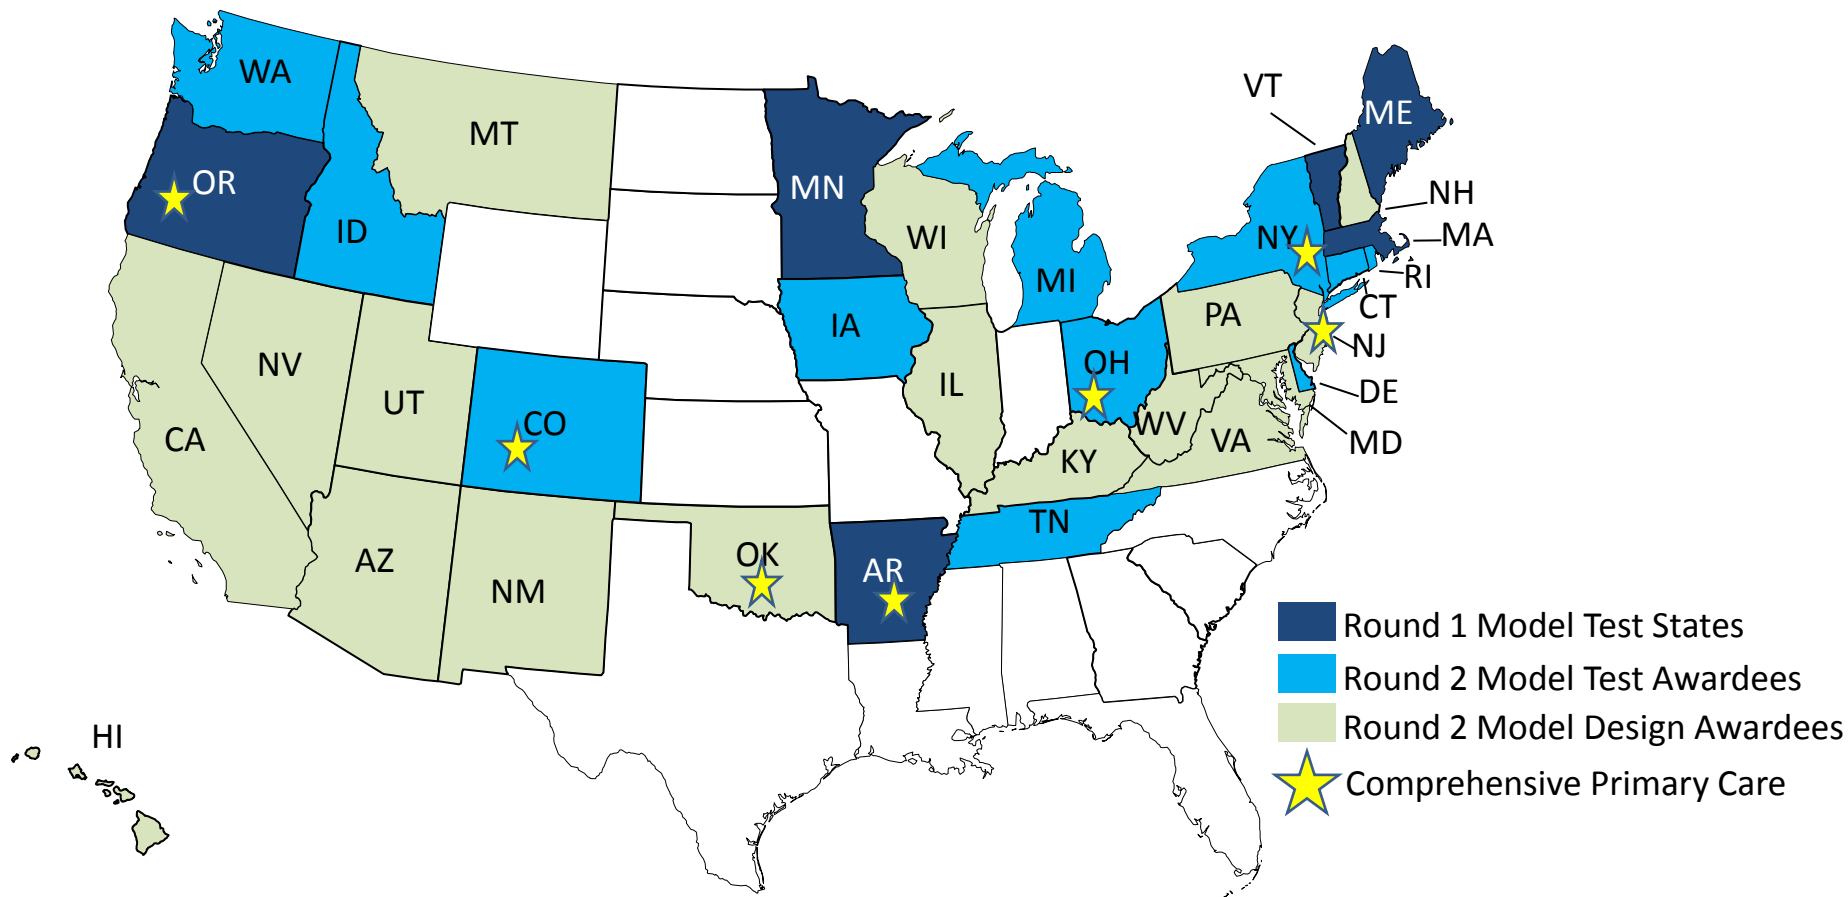 VT
WA
ME
MT
OR
MN
NH
ID
WI
NY
MA
MI
RI
CT
IA
PA
NJ
NV
OH
IL
DE
UT
CO
CA
WV
VA
MD
KY
TN
AZ
OK
AR
NM
Round 1 Model Test States
Round 2 Model Test Awardees
Round 2 Model Design Awardees
HI
Comprehensive Primary Care